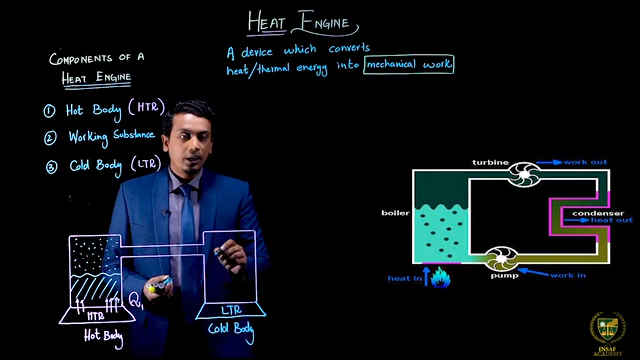 HEAT ENGINE
COMPONENTS OF A
HEAT ENGINE
A device which converts
heat/thermal energy into mechanical work
① Hot Body (HTR)
② Working Substance
③ Cold Body (LTR)
turbine
work out
boiler
condenser
heat out
heat in
pump
work in
Q₁
HTR
LTR
Hot Body
Cold Body
INSAF
ACADEMY